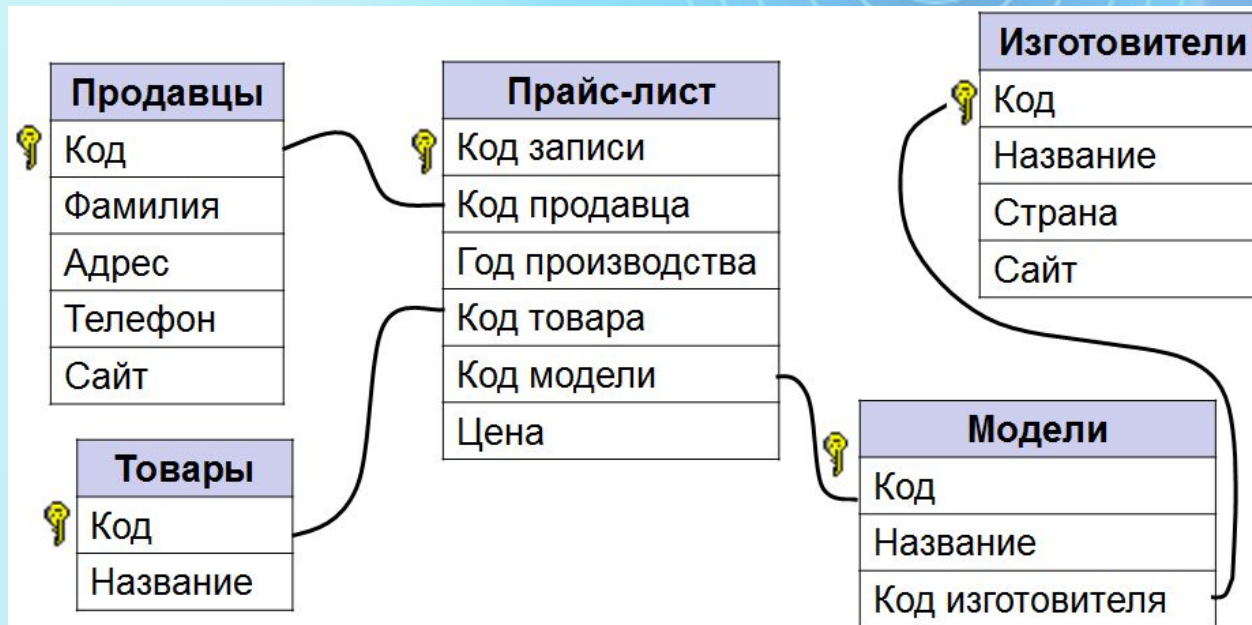 Продавцы
Код
Фамилия
Адрес
Телефон
Сайт
Товары
Код
Название
Прайс-лист
Код записи
Код продавца
Год производства
Код товара
Код модели
Цена
Изготовители
Код
Название
Страна
Сайт
Модели
Код
Название
Код изготовителя